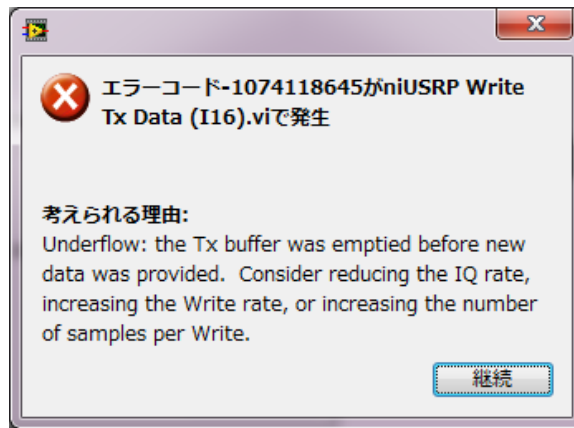 エラーコード-1074118645がniUSRP Write
Tx Data (I16).viで発生
考えられる理由:
Underflow: the Tx buffer was emptied before new
data was provided.  Consider reducing the IQ rate,
increasing the Write rate, or increasing the number
of samples per Write.
継続